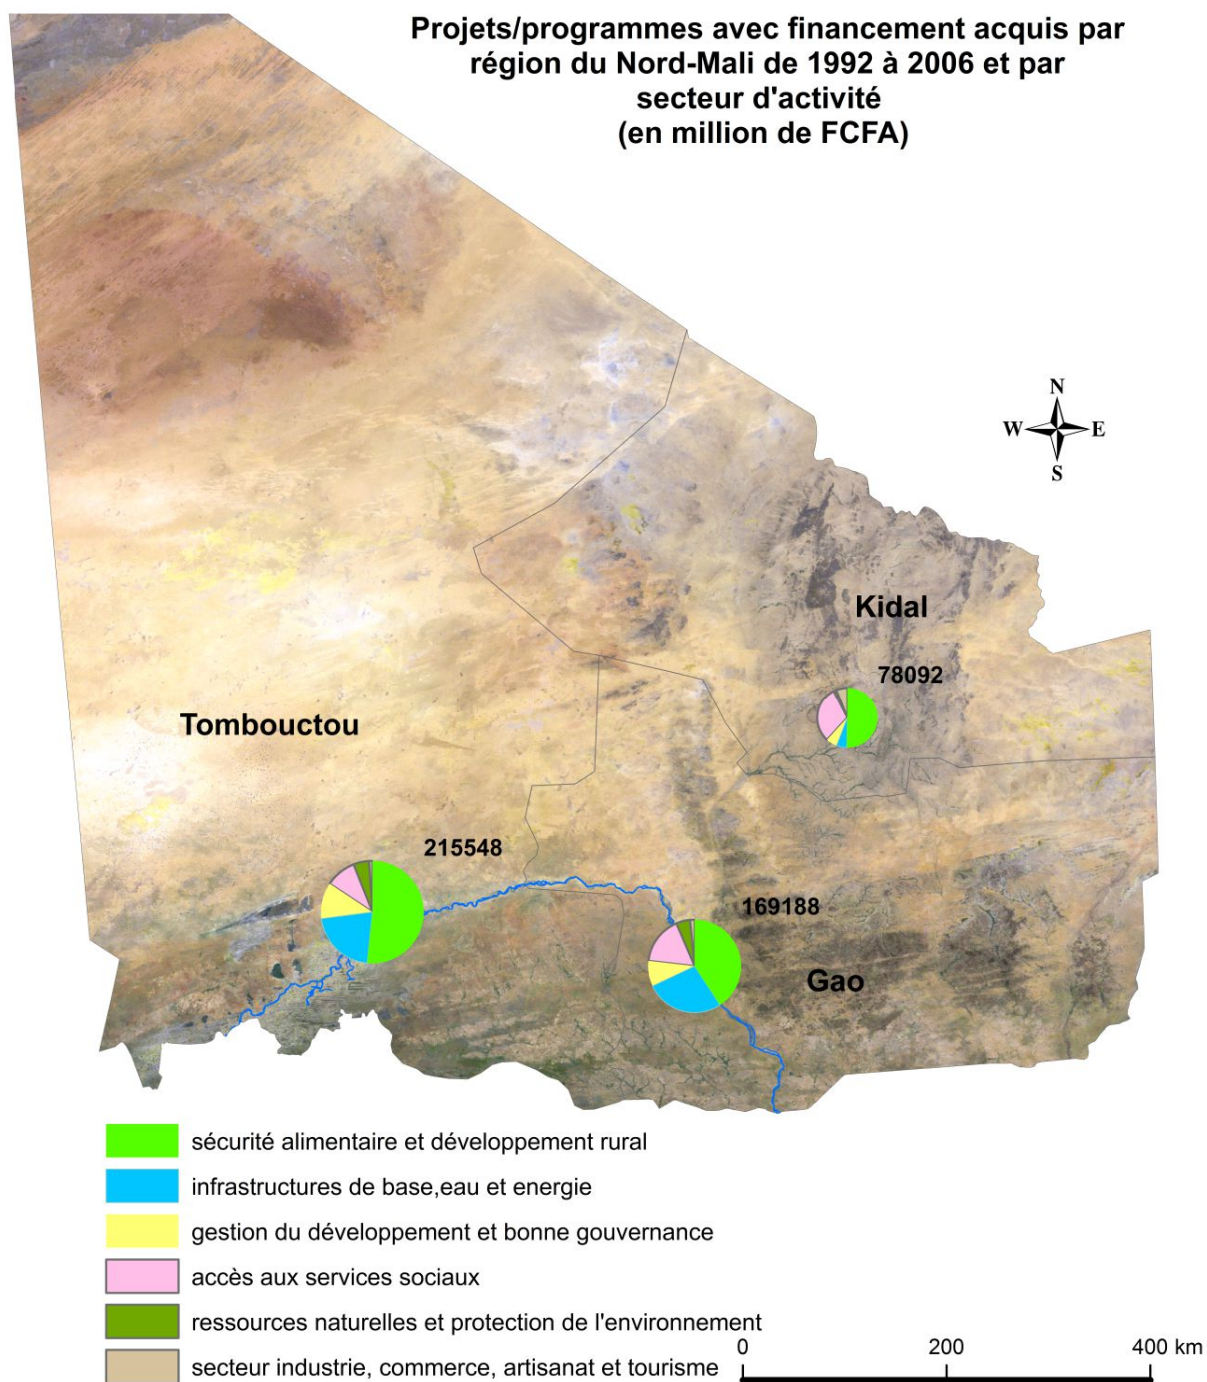 Projets/programmes avec financement acquis par
région du Nord-Mali de 1992 à 2006 et par
secteur d'activité
(en million de FCFA)
N
W E
S
Kidal
78092
Tombouctou
215548
169188
Gao
sécurité alimentaire et développement rural
infrastructures de base,eau et energie
gestion du développement et bonne gouvernance
accès aux services sociaux
ressources naturelles et protection de l'environnement
secteur industrie, commerce, artisanat et tourisme
0 200 400 km